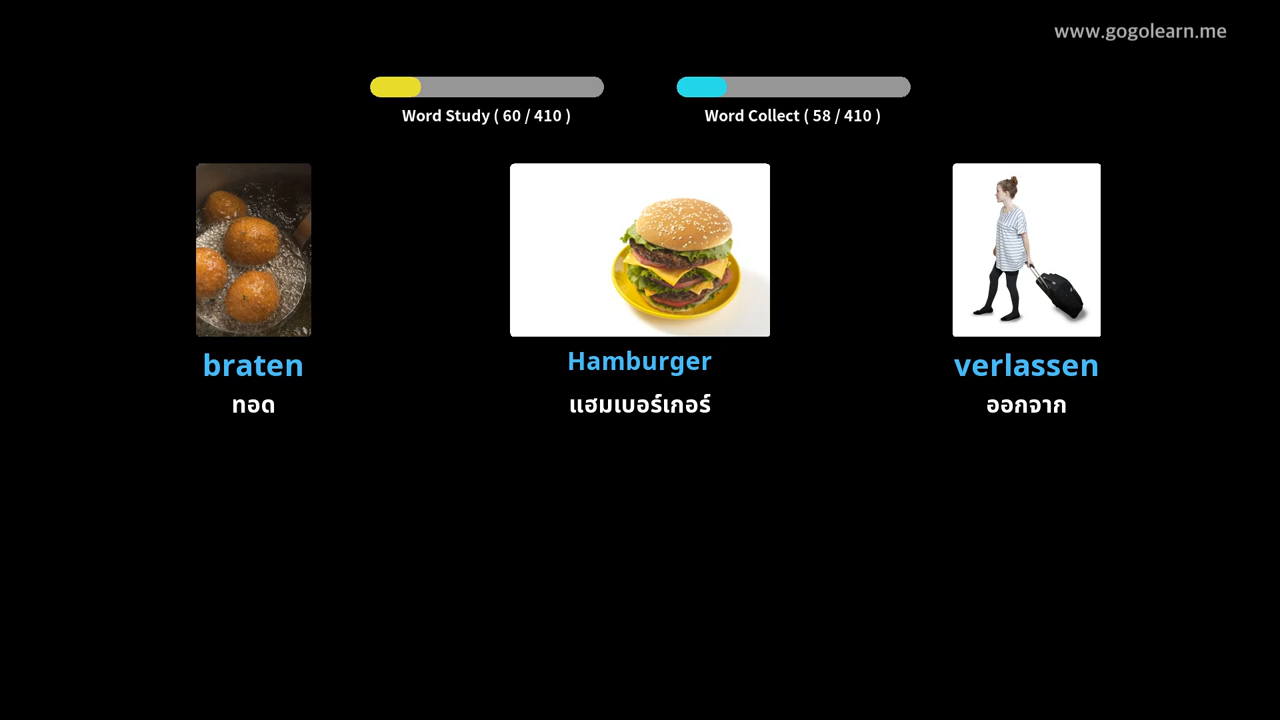 www.gogolearn.me
Word Study ( 60 / 410 )
Word Collect ( 58 / 410 )
braten
Hamburger
verlassen
ทอด
แฮมเบอร์เกอร์
ออกจาก